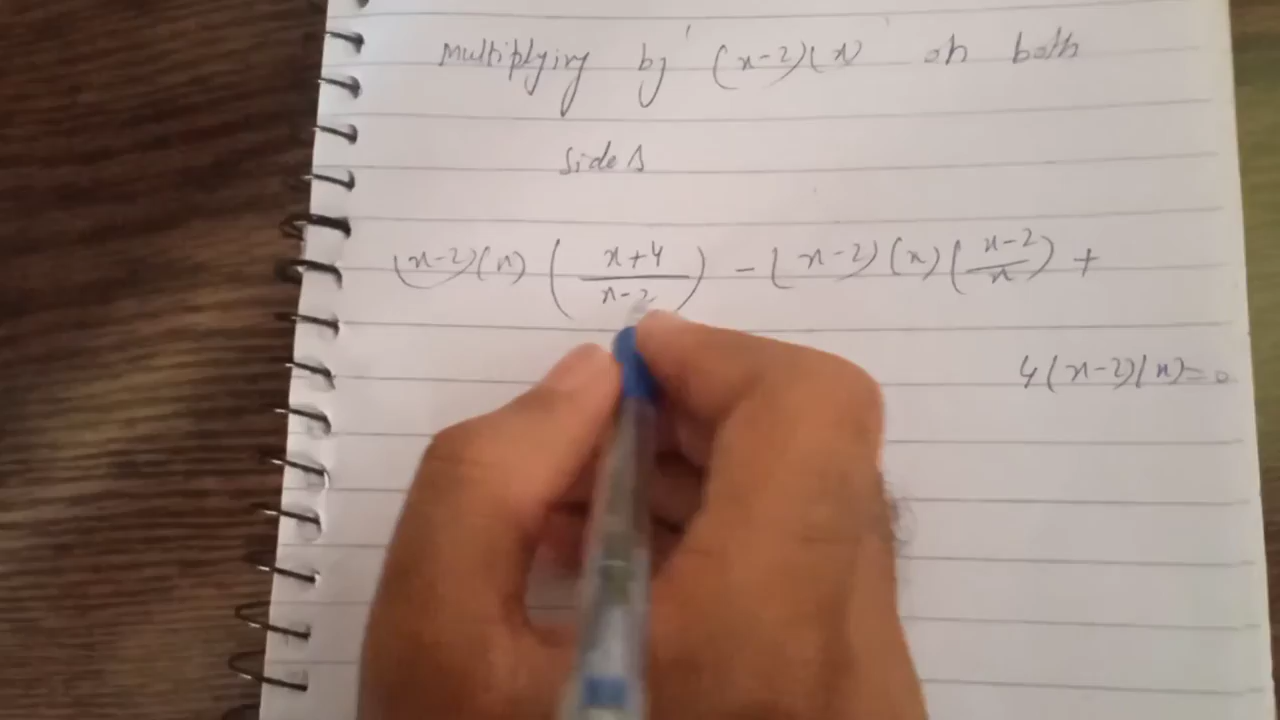 multiplying by (x-2)(x) on both
sides
(x-2)(x) (x+4/x-2) - (x-2)(x)(x-2/x) +
4(x-2)(x)=0